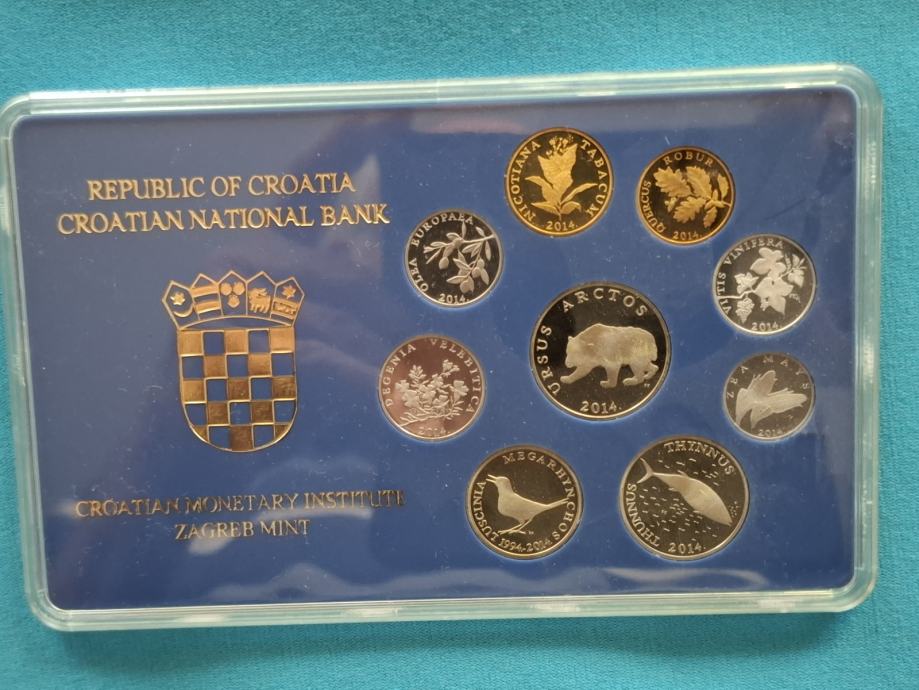 REPUBLIC OF CROATIA
CROATIAN NATIONAL BANK
CROATIAN MONETARY INSTITUTE
ZAGREB MINT
NICOTIANA TABACUM
2014.
QUERCUS ROBUR
2014.
OLEA EUROPAEA
2014.
VITIS VINIFERA
2014.
URSUS ARCTOS
2014.
DEGENIA VELEBITICA
2014.
ZEA MAYS
2014.
LUSCINIA MEGARHYNCHOS
1994-2014.
THUNNUS THYNNUS
2014.